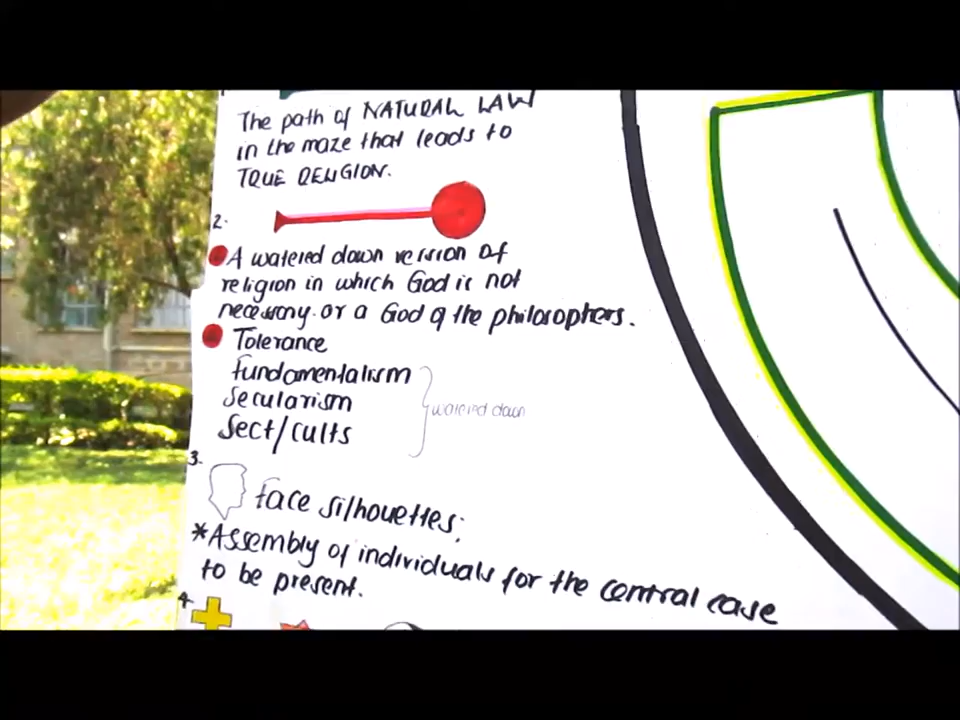 The path of NATURAL LAW
in the maze that leads to
TRUE RELIGION.
2.
A watered down version of
religion in which God is not
necessary or a God of the philosophers.
Tolerance
Fundamentalism
Secularism
Sect/cults
watered down
3.
Face silhouettes;
*Assembly of individuals for the central case
to be present.
4.